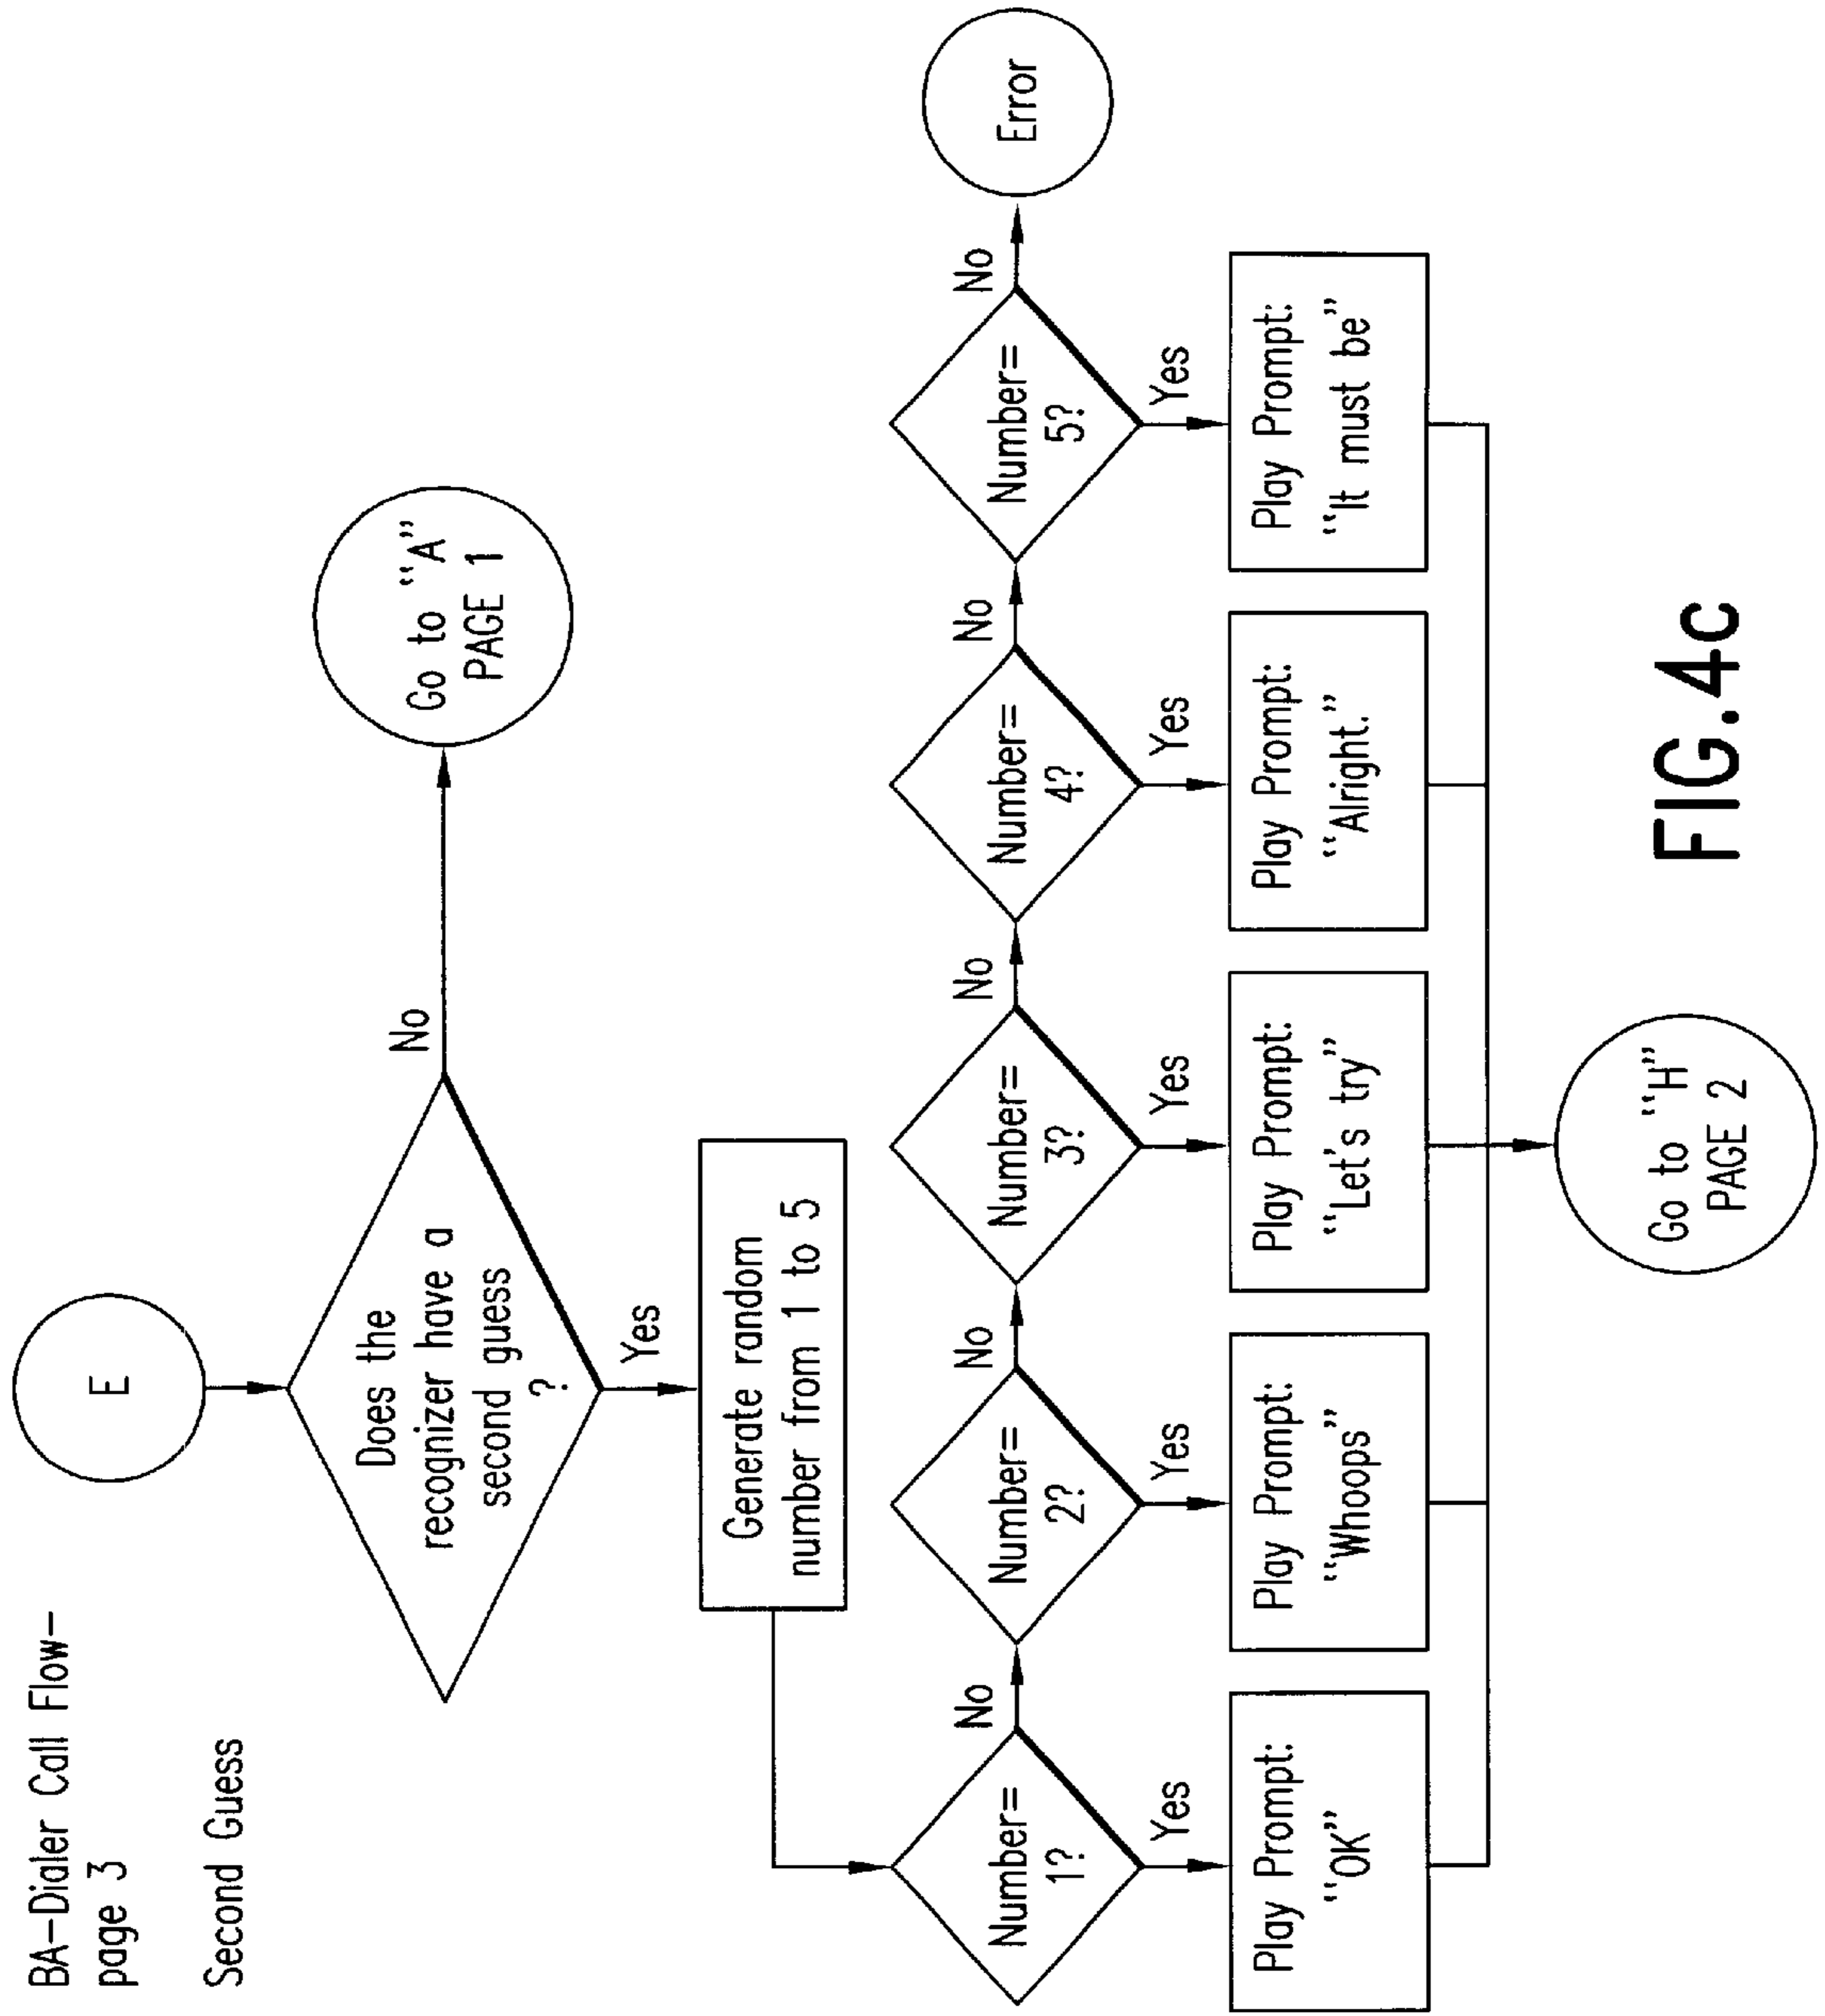 BA-Dialer Call Flow-
page 3
Second Guess
E
Does the
recognizer have a
second guess
?
No
Go to "A"
PAGE 1
Yes
Generate random
number from 1 to 5
Number=
1?
No
Number=
2?
No
Number=
3?
No
Number=
4?
No
Number=
5?
No
Error
Yes
Yes
Yes
Yes
Yes
Play Prompt:
"OK"
Play Prompt:
"Whoops"
Play Prompt:
"Let's try"
Play Prompt:
"Alright."
Play Prompt:
"It must be"
Go to "H"
PAGE 2
FIG.4c